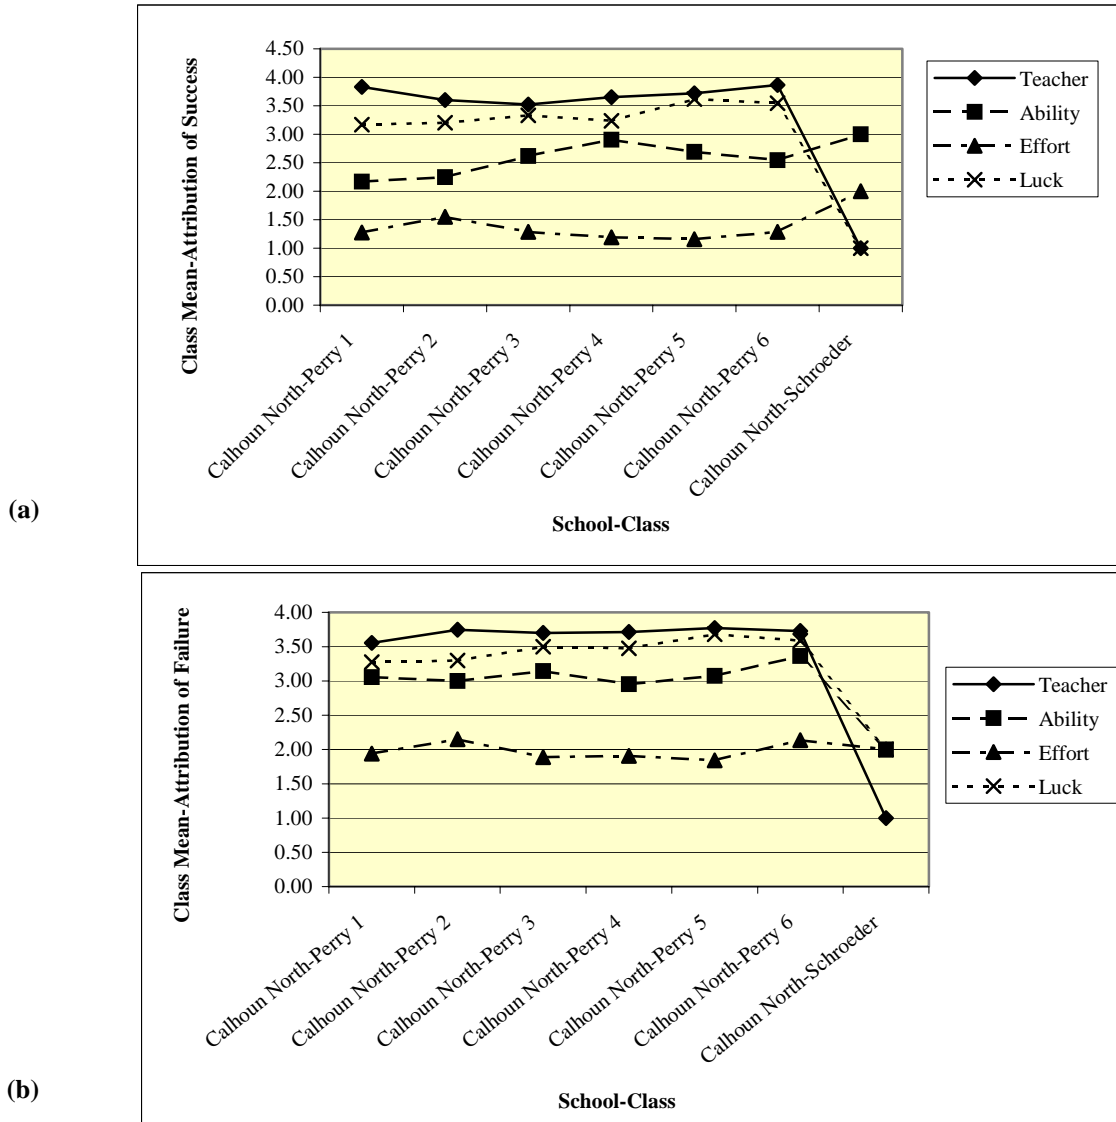 Class Mean-Attribution of Success
4.50
4.00
3.50
3.00
2.50
2.00
1.50
1.00
0.50
0.00
Calhoun North-Perry 1
Calhoun North-Perry 2
Calhoun North-Perry 3
Calhoun North-Perry 4
Calhoun North-Perry 5
Calhoun North-Perry 6
Calhoun North-Schroeder
School-Class
Teacher
Ability
Effort
Luck
(a)
Class Mean-Attribution of Failure
4.00
3.50
3.00
2.50
2.00
1.50
1.00
0.50
0.00
Calhoun North-Perry 1
Calhoun North-Perry 2
Calhoun North-Perry 3
Calhoun North-Perry 4
Calhoun North-Perry 5
Calhoun North-Perry 6
Calhoun North-Schroeder
School-Class
Teacher
Ability
Effort
Luck
(b)